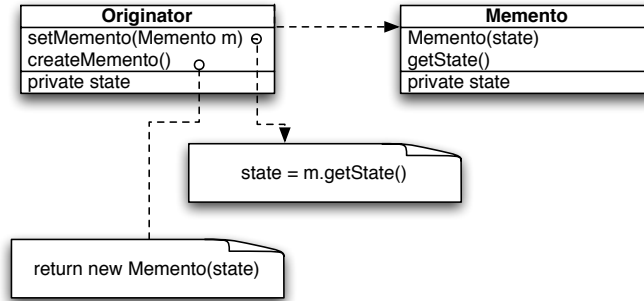 Originator
setMemento(Memento m)
createMemento()
private state
Memento
Memento(state)
getState()
private state
state = m.getState()
return new Memento(state)